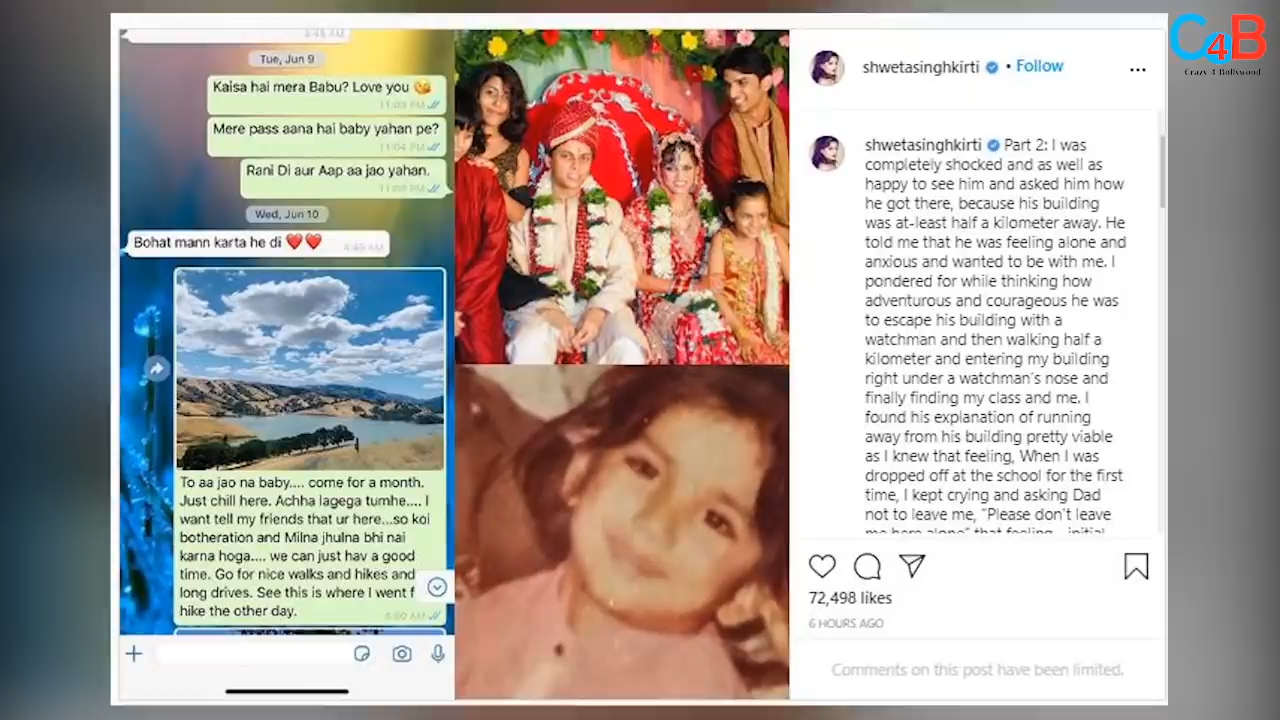 3:45 AM
Tue, Jun 9
Kaisa hai mera Babu? Love you
11:03 PM
Mere pass aana hai baby yahan pe?
11:04 PM
Rani Di aur Aap aa jao yahan.
Wed, Jun 10
Bohat mann karta he di
4:43 AM
To aa jao na baby.... come for a month.
Just chill here. Achha lagega tumhe.... I
want tell my friends that ur here...so koi
botheration and Milna jhulna bhi nai
karna hoga.... we can just hav a good
time. Go for nice walks and hikes and
long drives. See this is where I went f
hike the other day.
shwetasinghkirti • Follow
shwetasinghkirti Part 2: I was
completely shocked and as well as
happy to see him and asked him how
he got there, because his building
was at-least half a kilometer away. He
told me that he was feeling alone and
anxious and wanted to be with me. I
pondered for while thinking how
adventurous and courageous he was
to escape his building with a
watchman and then walking half a
kilometer and entering my building
right under a watchman's nose and
finally finding my class and me. I
found his explanation of running
away from his building pretty viable
as I knew that feeling, When I was
dropped off at the school for the first
time, I kept crying and asking Dad
not to leave me, "Please don't leave
me here alone" that feeling... initial
72,498 likes
6 HOURS AGO
Comments on this post have been limited.
C4B
Crazy 4 Bollywood